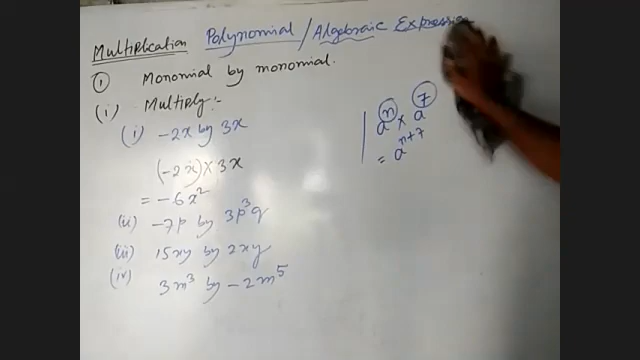 Multiplication Polynomial / Algebraic Expression
① Monomial by monomial.
(i) Multiply:-
(i) -2x by 3x
(-2x) × 3x
= -6x²
(ii) -7p by 3p³q
(iii) 15xy by 2xy
(iv) 3m³ by -2m⁵
aⁿ × a⁷
= aⁿ⁺⁷